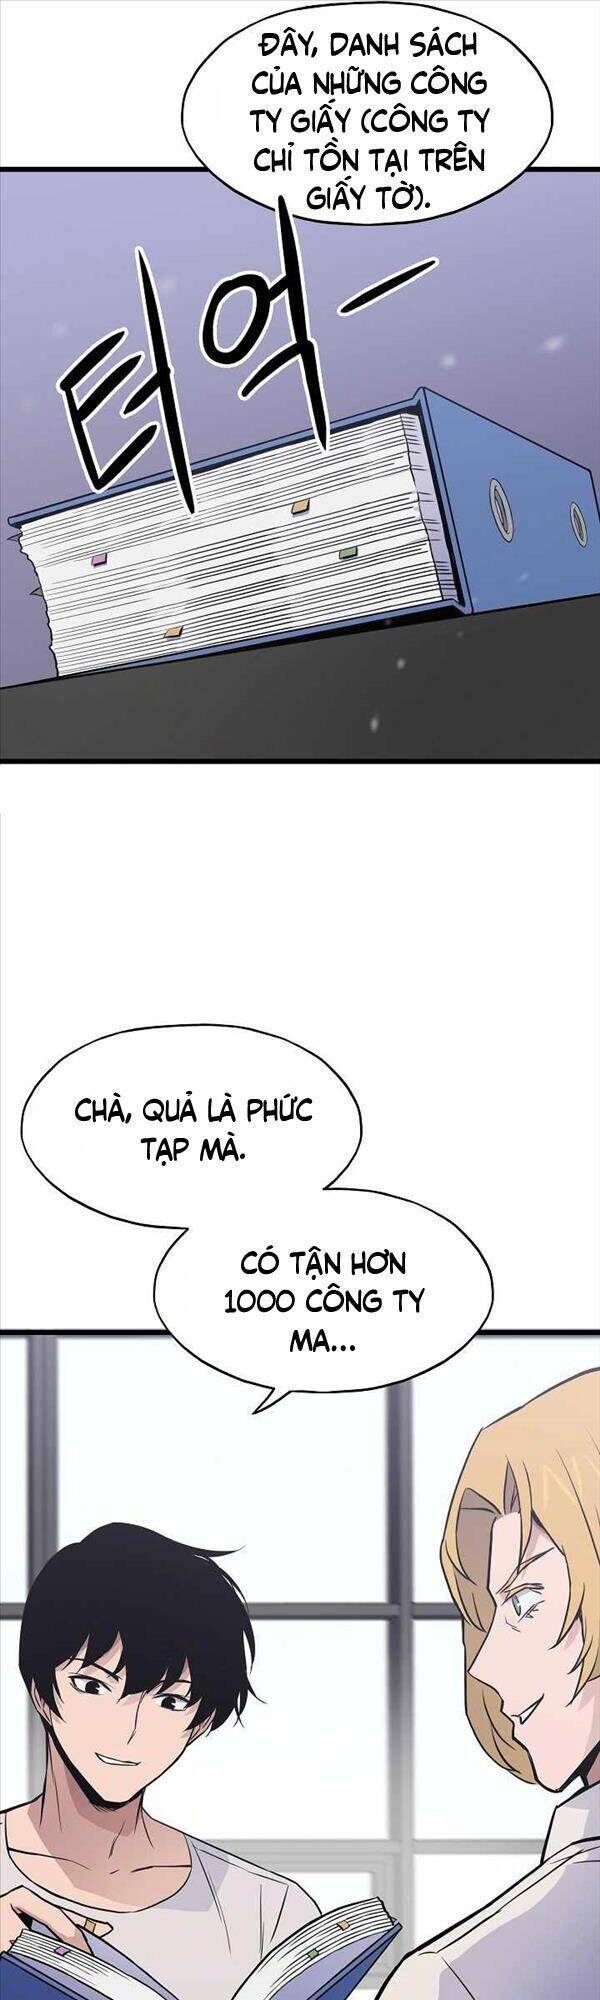 ĐÂY, DANH SÁCH
CỦA NHỮNG CÔNG
TY GIẤY (CÔNG TY
CHỈ TỒN TẠI TRÊN
GIẤY TỜ).
터억-
CHÀ, QUẢ LÀ PHỨC
TẠP MÀ.
CÓ TẬN HƠN
1000 CÔNG TY
MA...